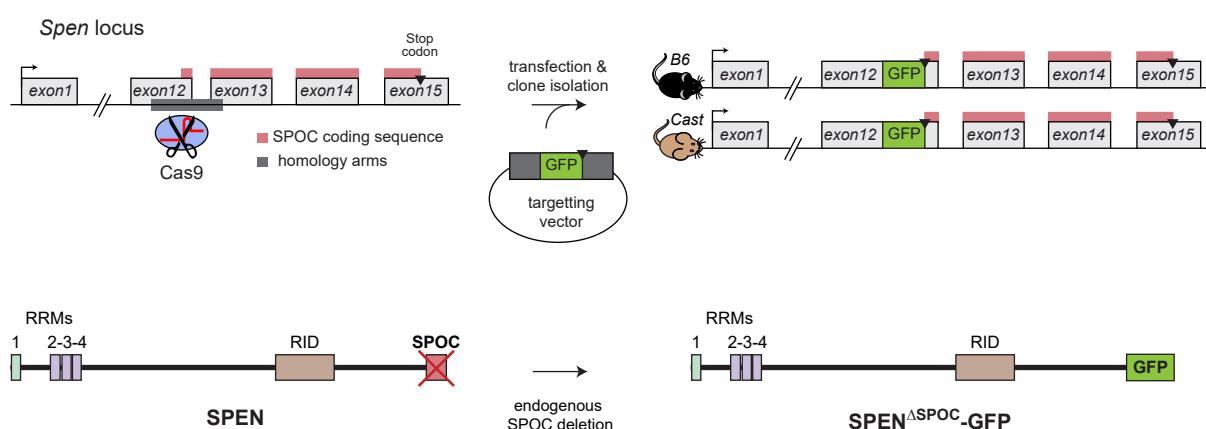 Spen locus
Stop
codon
exon1
exon12
exon13
exon14
exon15
Cas9
SPOC coding sequence
homology arms
transfection &
clone isolation
GFP
targetting
vector
B6
exon1
exon12
GFP
exon13
exon14
exon15
Cast
exon1
exon12
GFP
exon13
exon14
exon15
RRMs
1
2-3-4
RID
SPOC
SPEN
endogenous
SPOC deletion
RRMs
1
2-3-4
RID
GFP
SPENΔSPOC-GFP